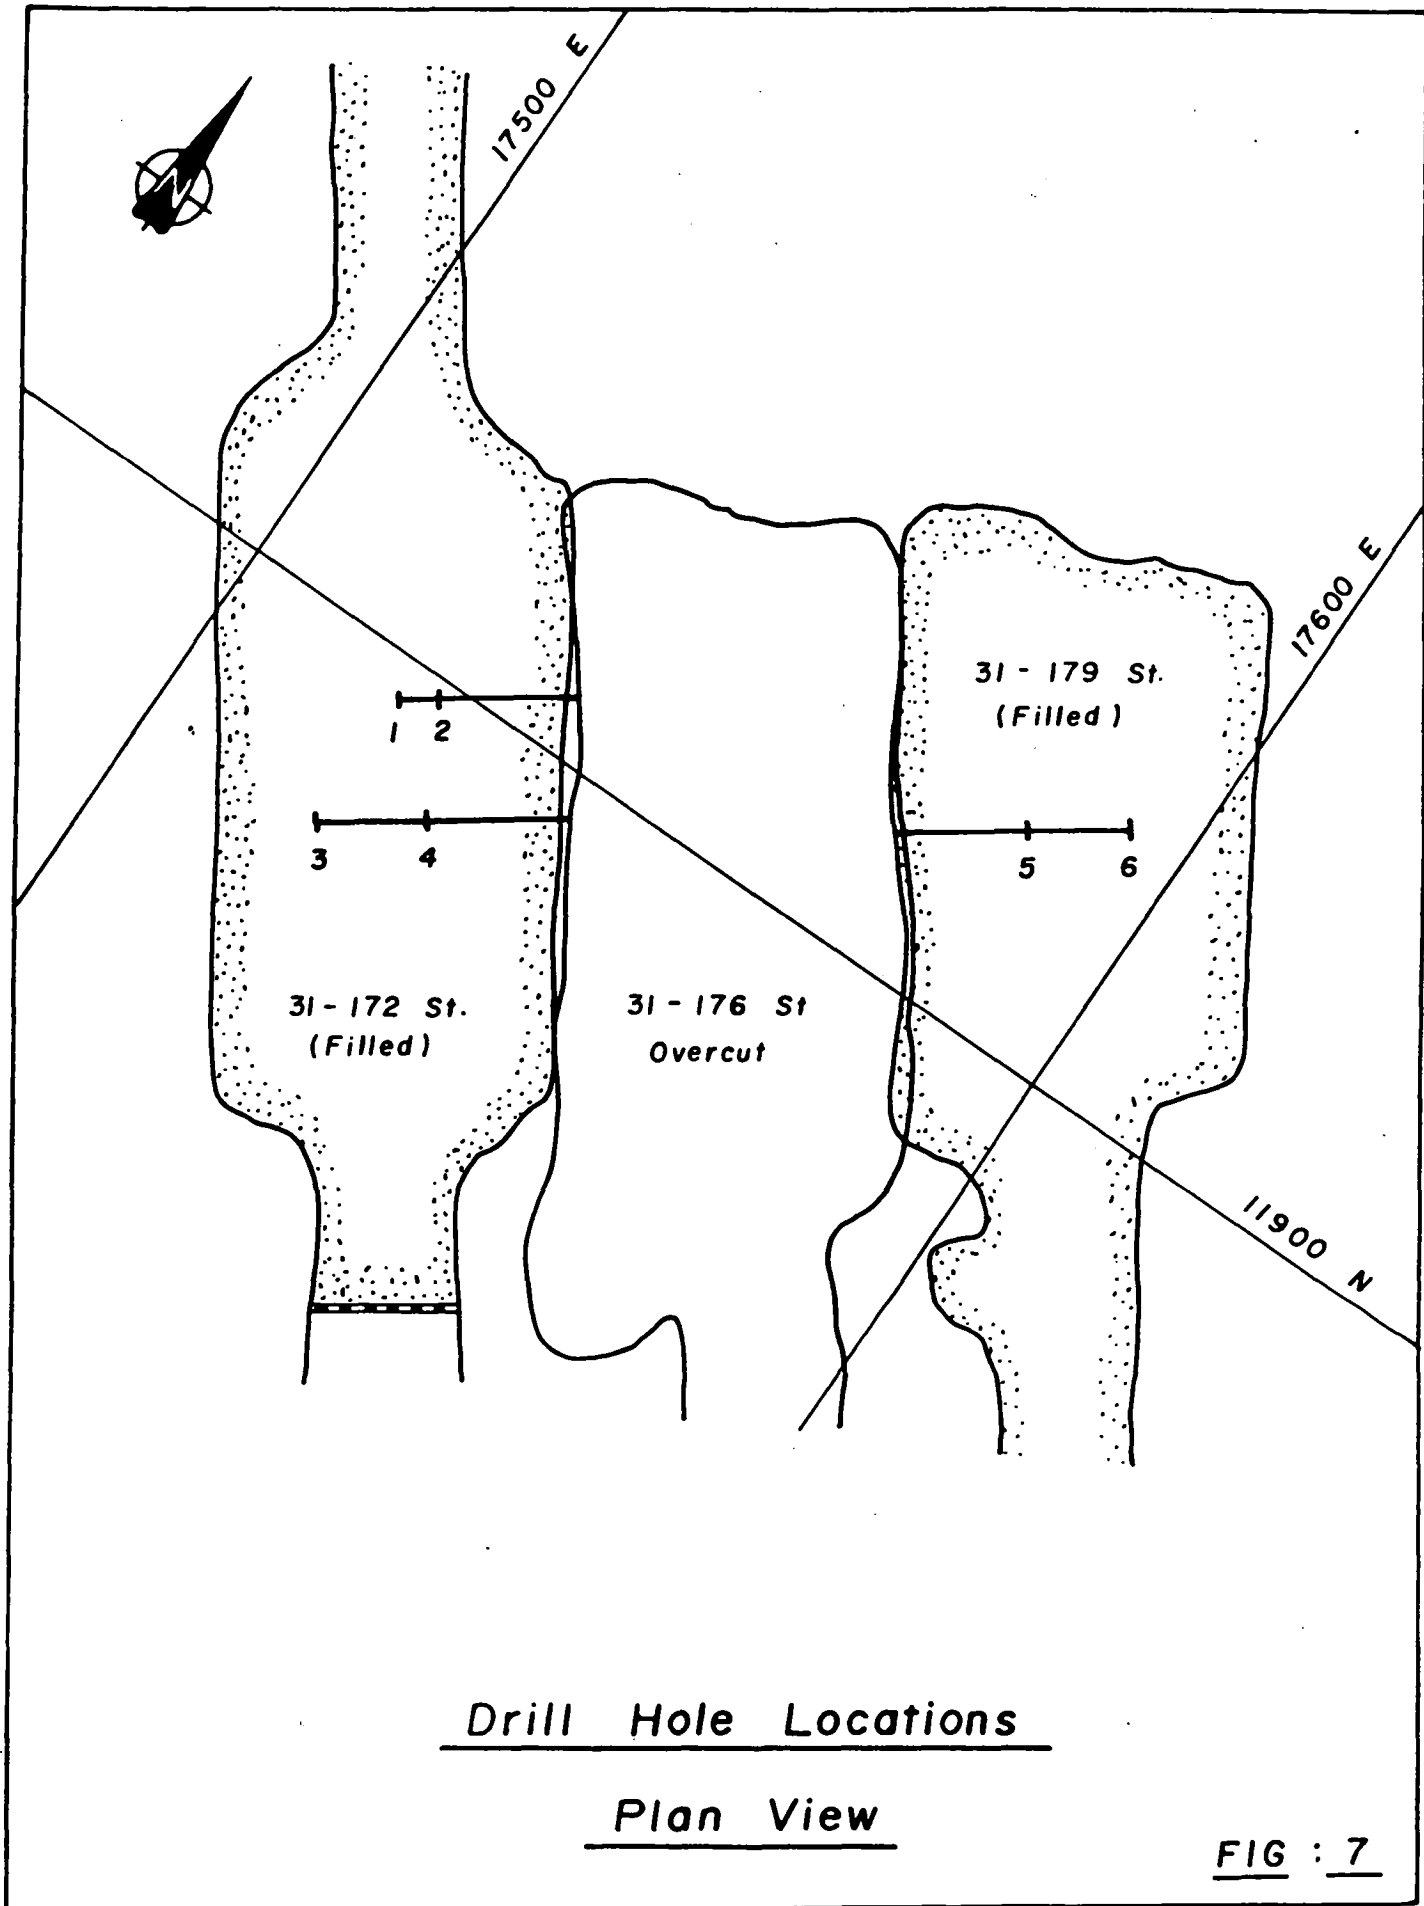 17500 E
N
17600 E
31 - 179 St.
(Filled)
1 2
3 4
5 6
31 - 172 St.
(Filled)
31 - 176 St
Overcut
11900 N
Drill Hole Locations
Plan View
FIG : 7